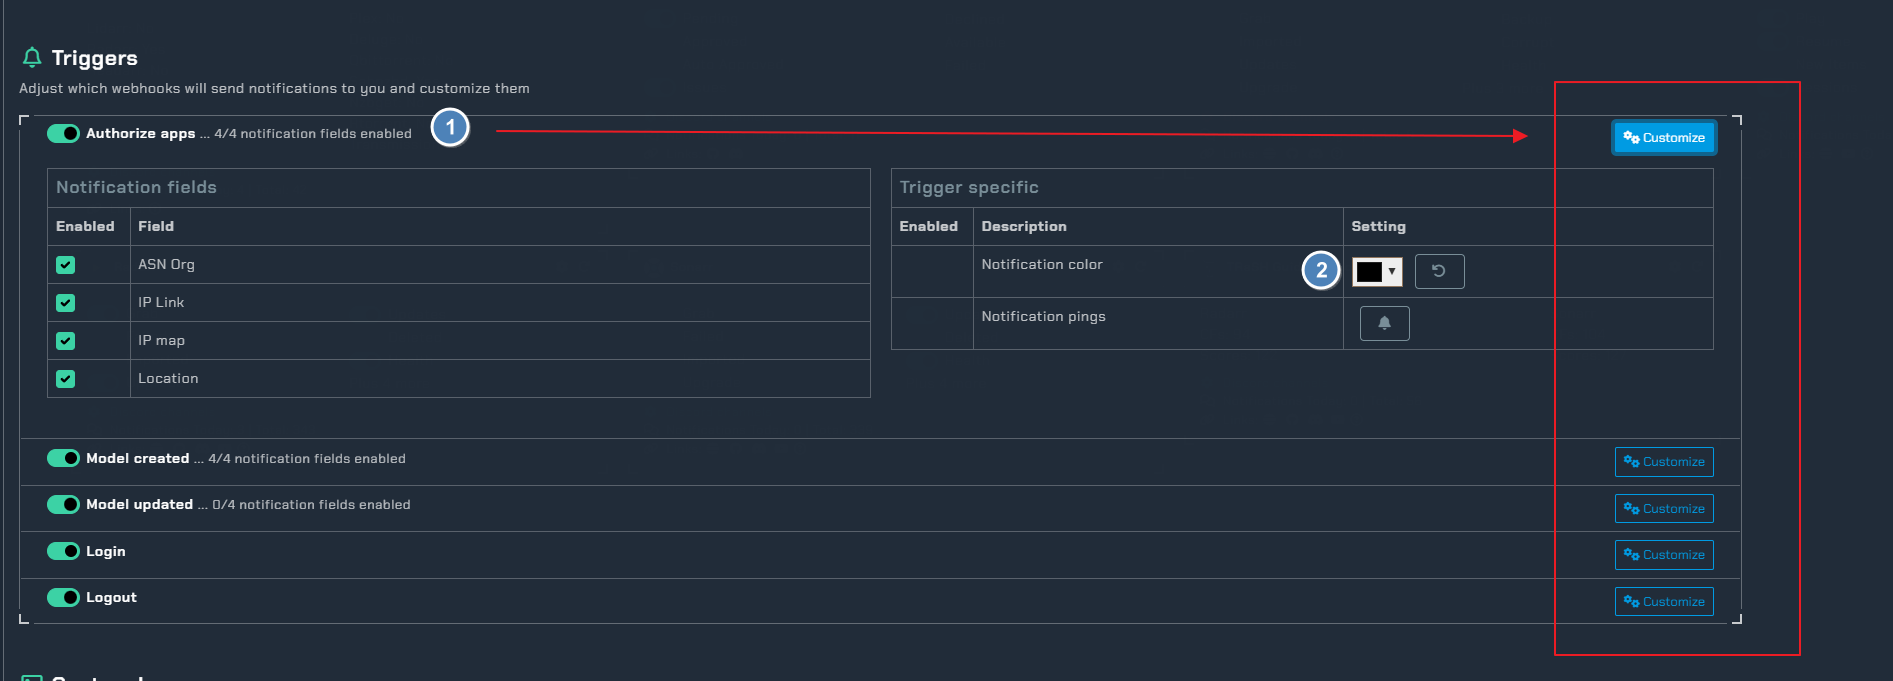 Triggers
Adjust which webhooks will send notifications to you and customize them
Authorize apps ... 4/4 notification fields enabled
1
Customize
Notification fields
Enabled Field
ASN Org
IP Link
IP map
Location
Trigger specific
Enabled Description Setting
Notification color
2
Notification pings
Model created ... 4/4 notification fields enabled
Customize
Model updated ... 0/4 notification fields enabled
Customize
Login
Customize
Logout
Customize